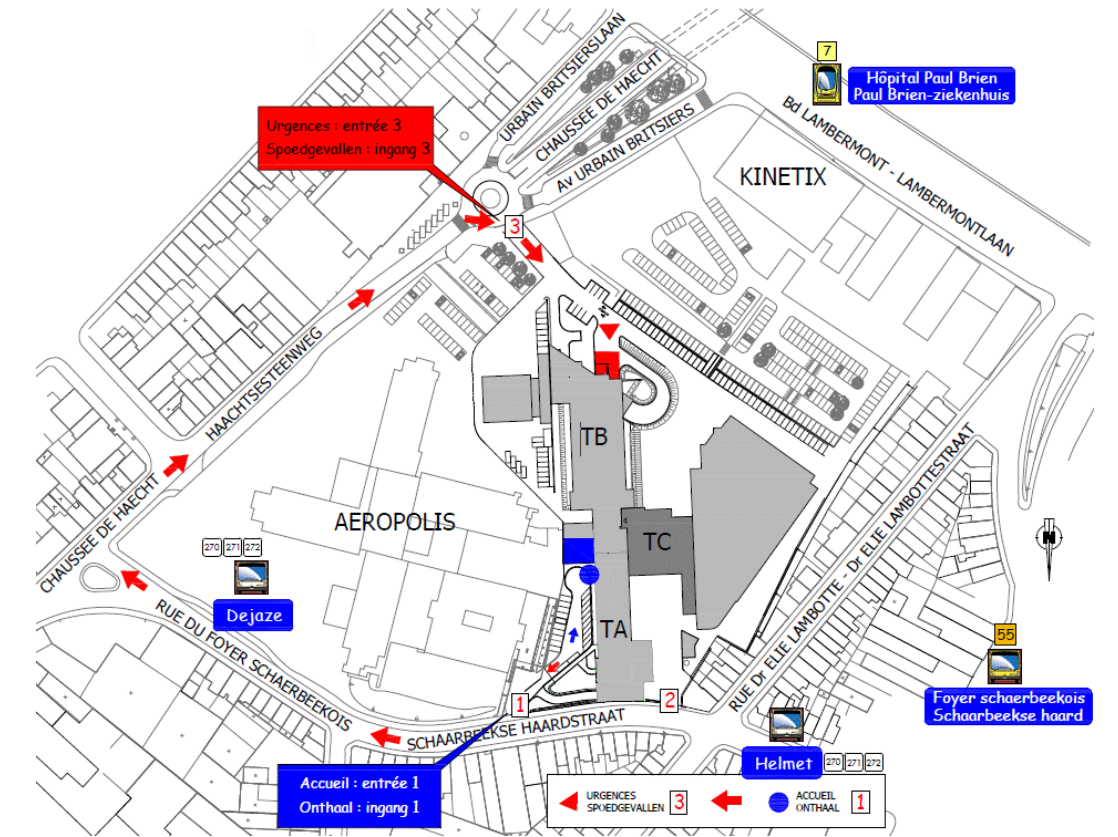 7
Hôpital Paul Brien
Paul Brien-ziekenhuis
URBAIN BRITSIERSLAAN
CHAUSSEE DE HAECHT
Av URBAIN BRITSIERS
Bd LAMBERMONT - LAMBERMONTLAAN
Urgences : entrée 3
Spoedgevallen : ingang 3
KINETIX
3
HAACHTSESTEENWEG
TB
CHAUSSEE DE HAECHT
AEROPOLIS
TC
RUE Dr ELIE LAMBOTTE - Dr ELIE LAMBOTTESTRAAT
N
270 271 272
Dejaze
RUE DU FOYER SCHAERBEEKOIS
TA
55
Foyer schaerbeekois
Schaarbeekse haard
1
2
SCHAARBEEKSE HAARDSTRAAT
Helmet 270 271 272
Accueil : entrée 1
Onthaal : ingang 1
URGENCES
SPOEDGEVALLEN
3
ACCUEIL
ONTHAAL
1